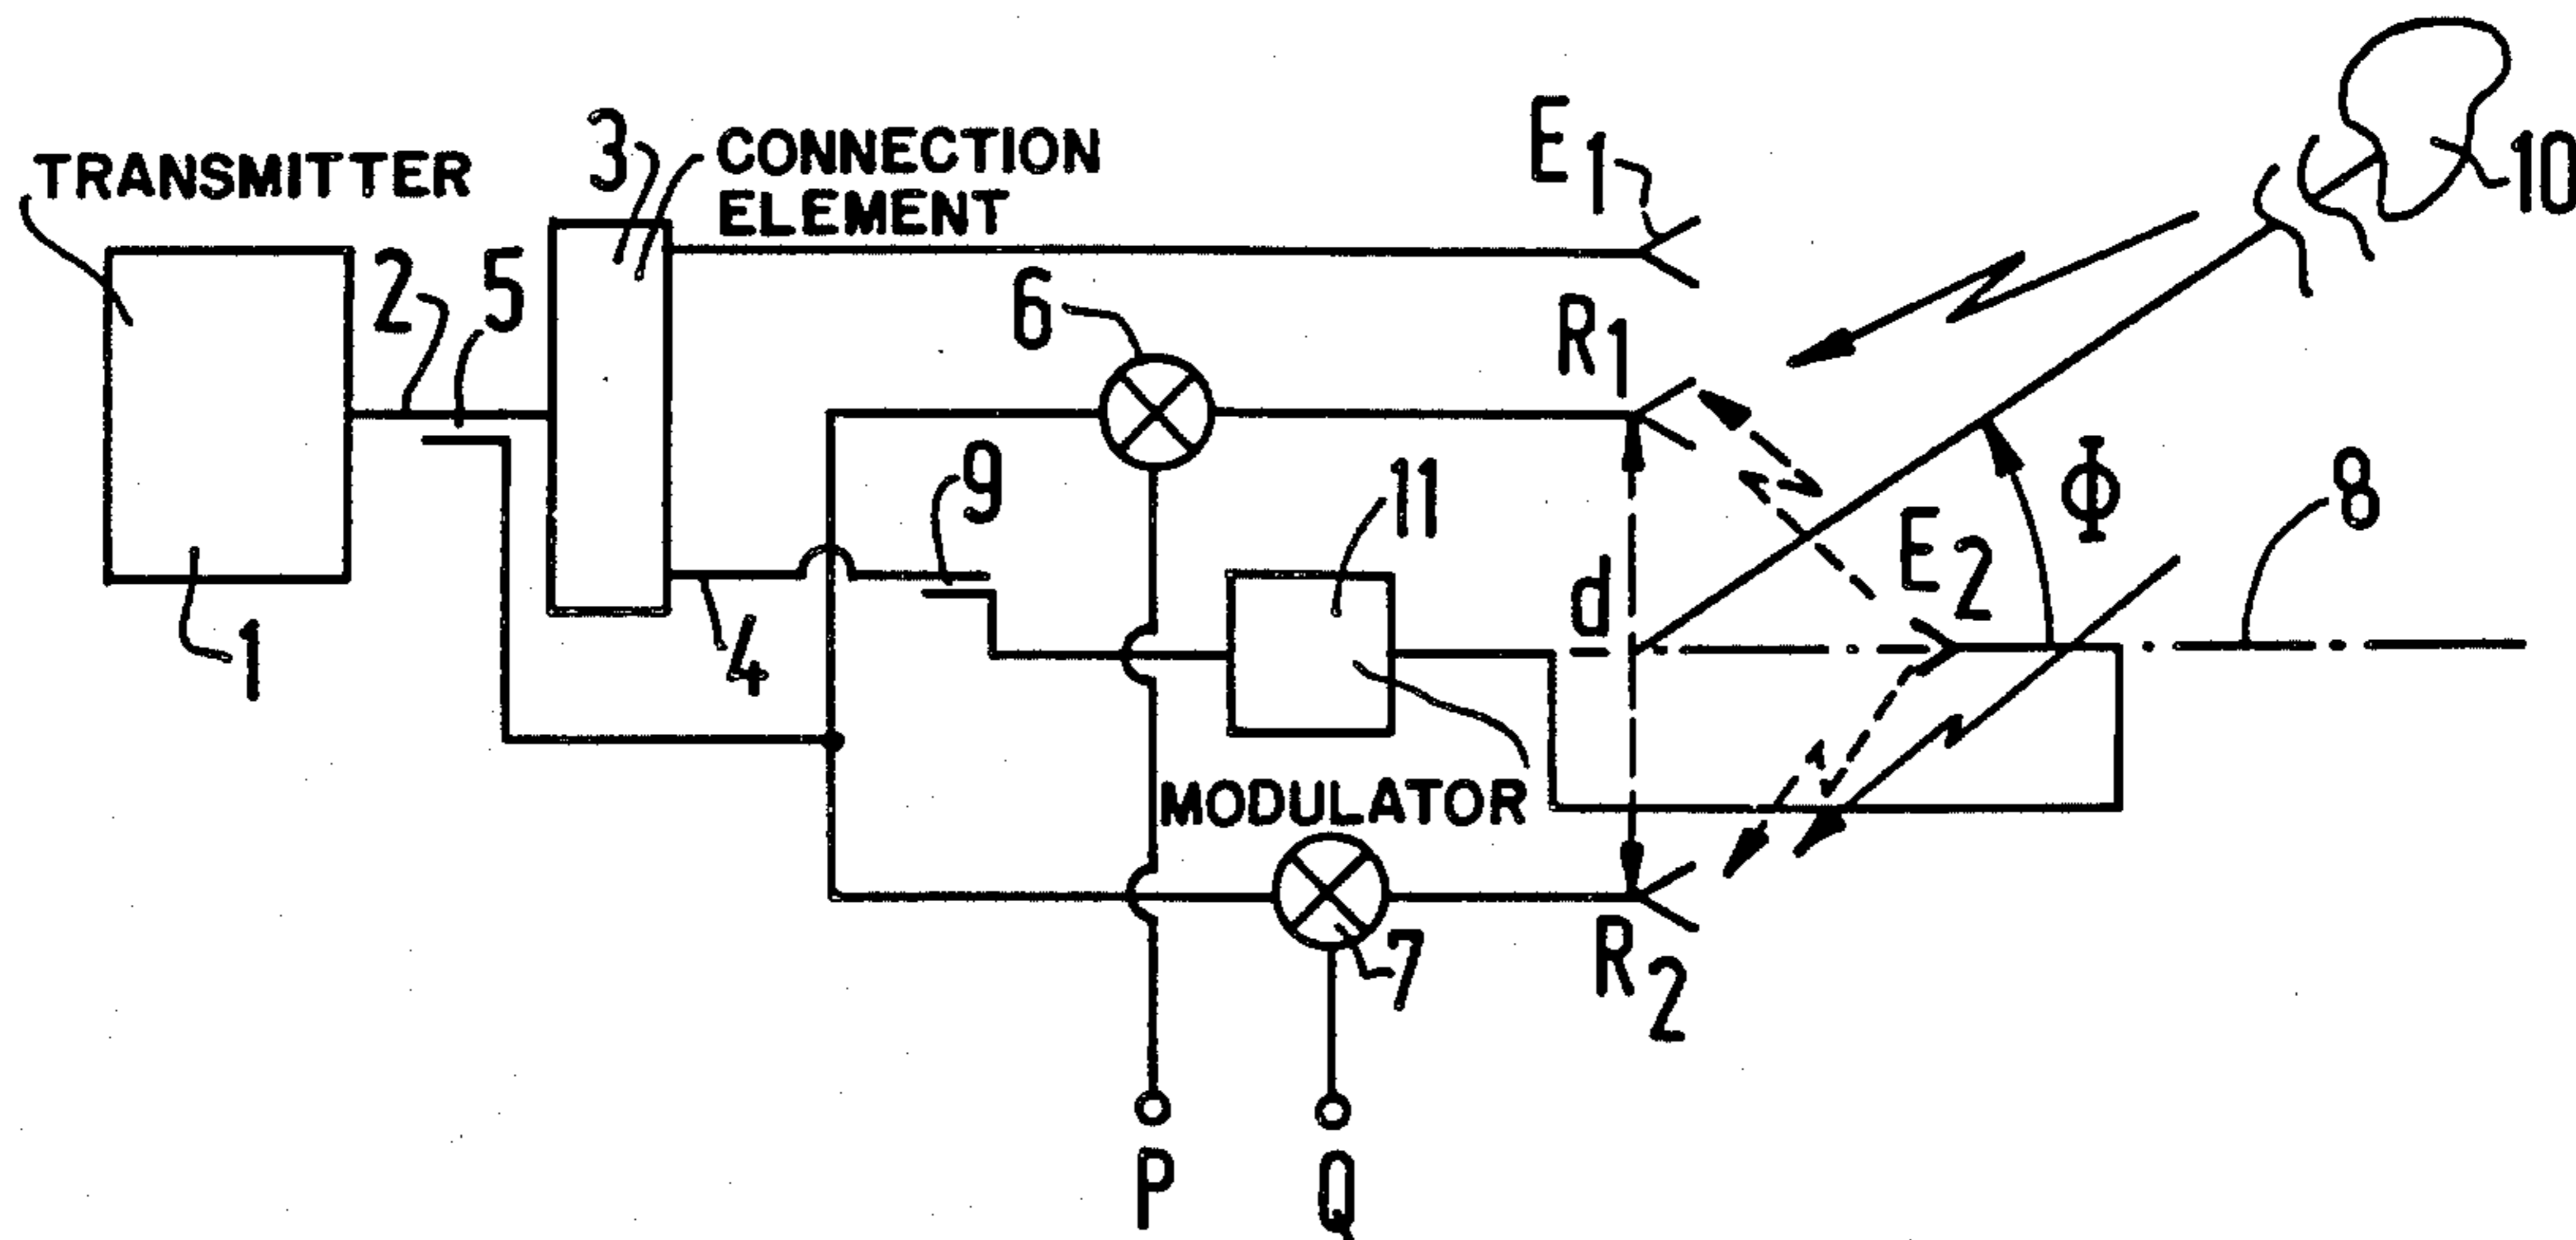 TRANSMITTER
3
CONNECTION
ELEMENT
E1
10
2
5
6
R1
9
11
Φ
8
E2
d
1
4
MODULATOR
7
R2
P
Q